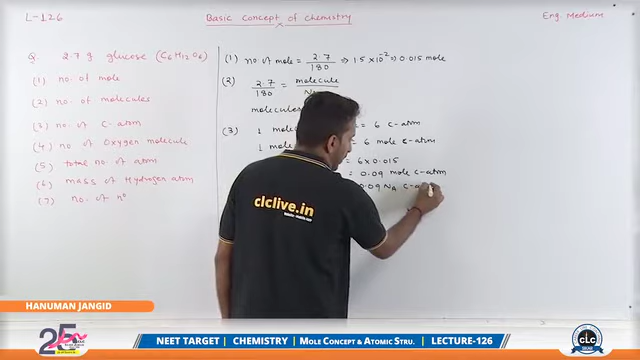 L-126
Basic concept of chemistry
Eng. Medium
Q. 2.7 g glucose (C6H12O6)
(1) no. of mole
(2) no. of molecules
(3) no of C-atom
(4) no of Oxygen molecule
(5) total no. of atom
(6) mass of Hydrogen atom
(7) no. of n⁰
(1) no of mole = 2.7/180 ⇒ 15 × 10⁻² ⇒ 0.015 mole
(2) 2.7/180 = molecule/
molecules
(3) 1 = 6 C-atom
1 6 mole C-atom
= 6 × 0.015
= 0.09 mole C-atm
0.09 NA C-a
clclive.in
HANUMAN JANGID
25
NEET TARGET | CHEMISTRY | MOLE CONCEPT & ATOMIC STRU. | LECTURE-126
CLC